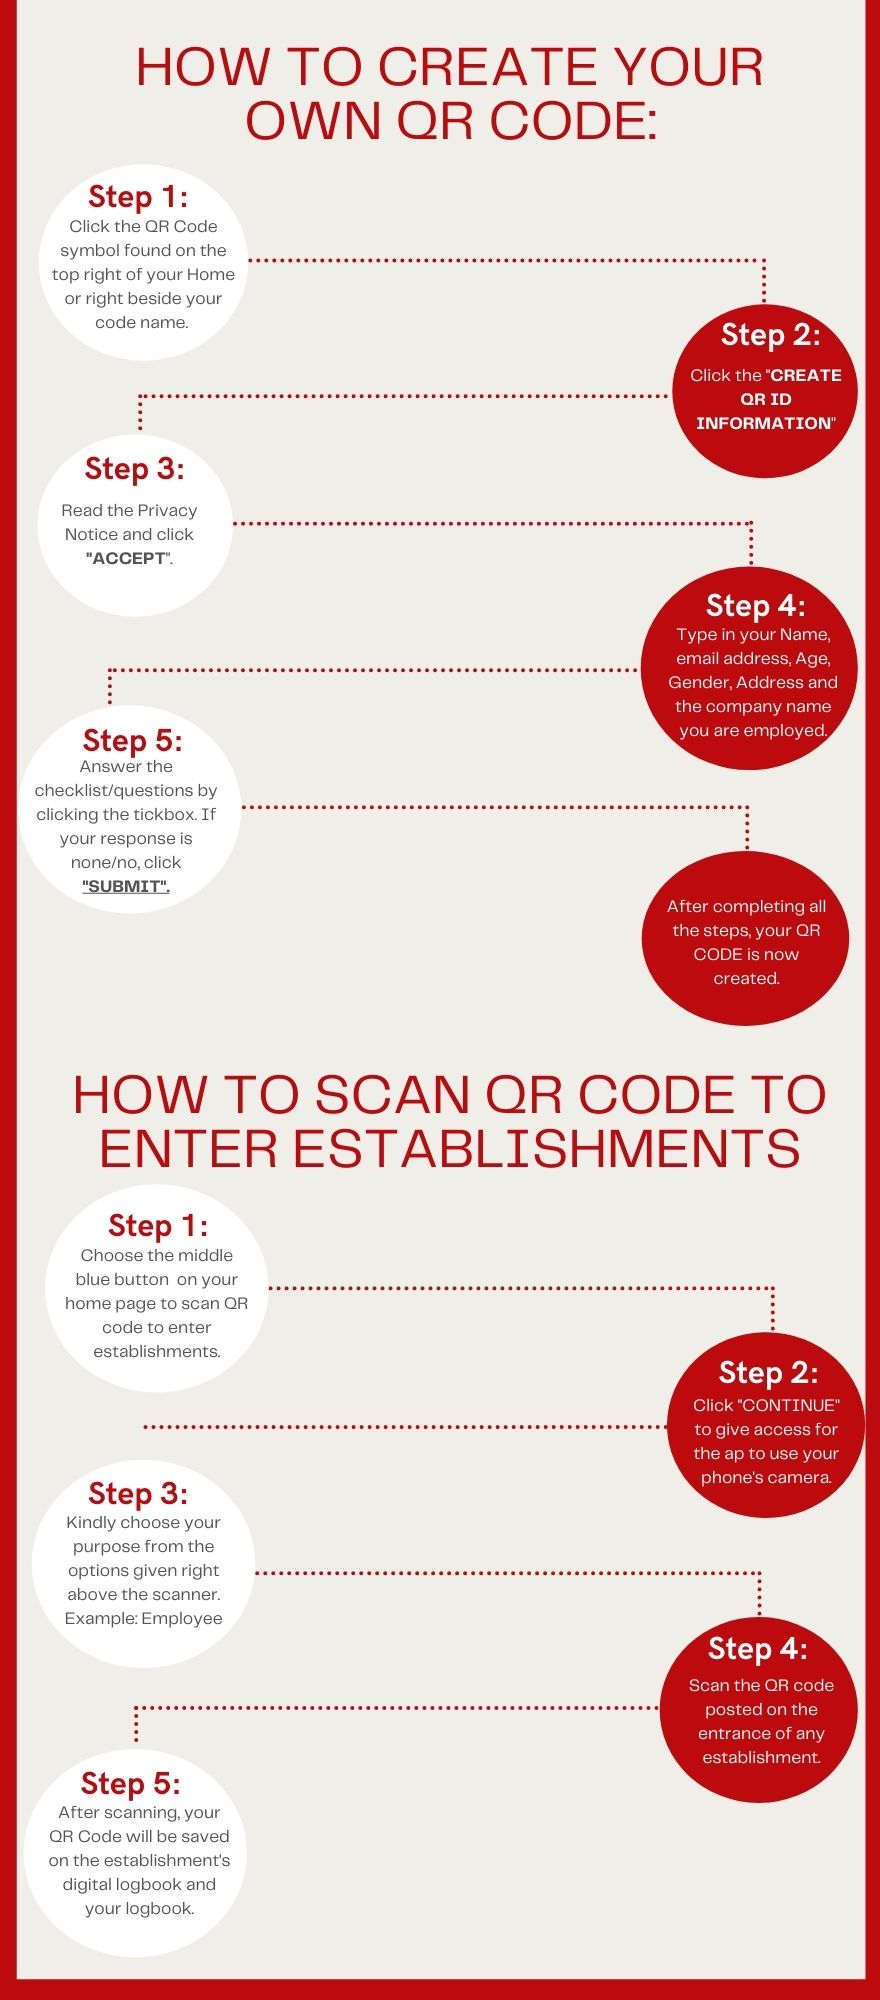 HOW TO CREATE YOUR
OWN QR CODE:
Step 1:
Click the QR Code
symbol found on the
top right of your Home
or right beside your
code name.
Step 2:
Click the "CREATE
QR ID
INFORMATION"
Step 3:
Read the Privacy
Notice and click
"ACCEPT".
Step 4:
Type in your Name,
email address, Age,
Gender, Address and
the company name
you are employed.
Step 5:
Answer the
checklist/questions by
clicking the tickbox. If
your response is
none/no, click
"SUBMIT".
After completing all
the steps, your QR
CODE is now
created.
HOW TO SCAN QR CODE TO
ENTER ESTABLISHMENTS
Step 1:
Choose the middle
blue button  on your
home page to scan QR
code to enter
establishments.
Step 2:
Click "CONTINUE"
to give access for
the ap to use your
phone's camera.
Step 3:
Kindly choose your
purpose from the
options given right
above the scanner.
Example: Employee
Step 4:
Scan the QR code
posted on the
entrance of any
establishment.
Step 5:
After scanning, your
QR Code will be saved
on the establishment's
digital logbook and
your logbook.